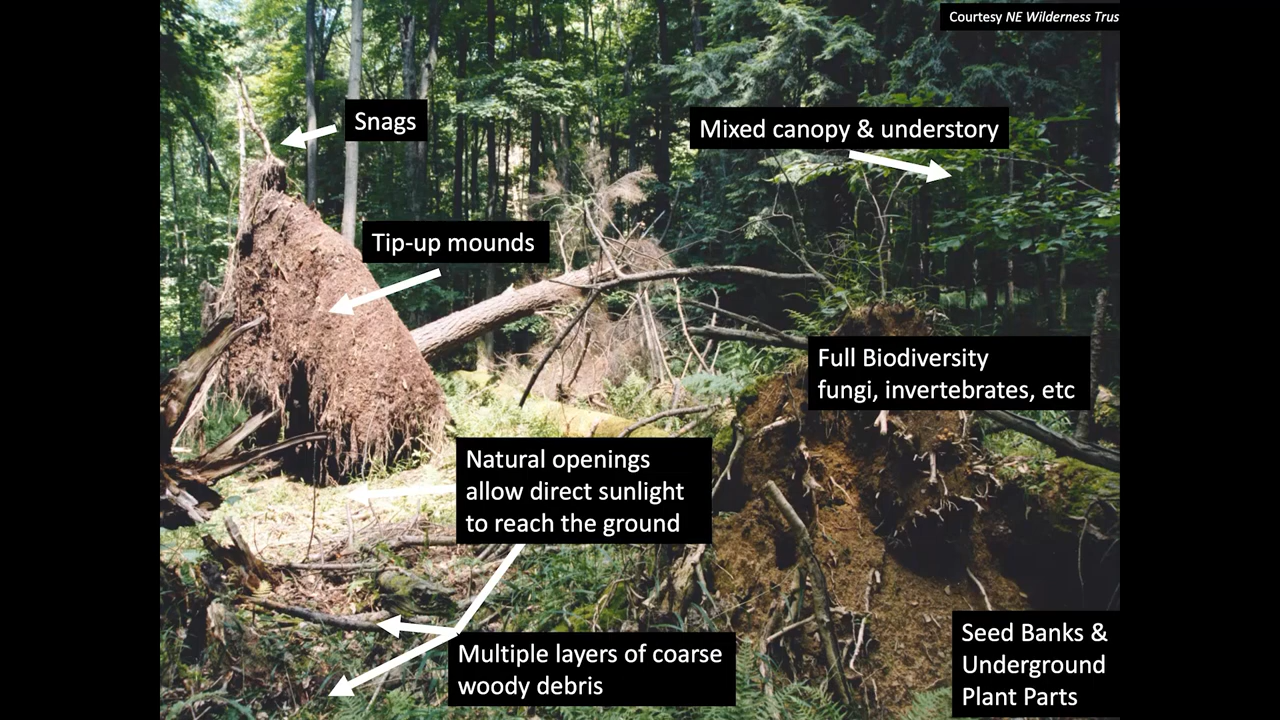 Courtesy NE Wilderness Trus
Snags
Mixed canopy & understory
Tip-up mounds
Full Biodiversity
fungi, invertebrates, etc
Natural openings
allow direct sunlight
to reach the ground
Multiple layers of coarse
woody debris
Seed Banks &
Underground
Plant Parts